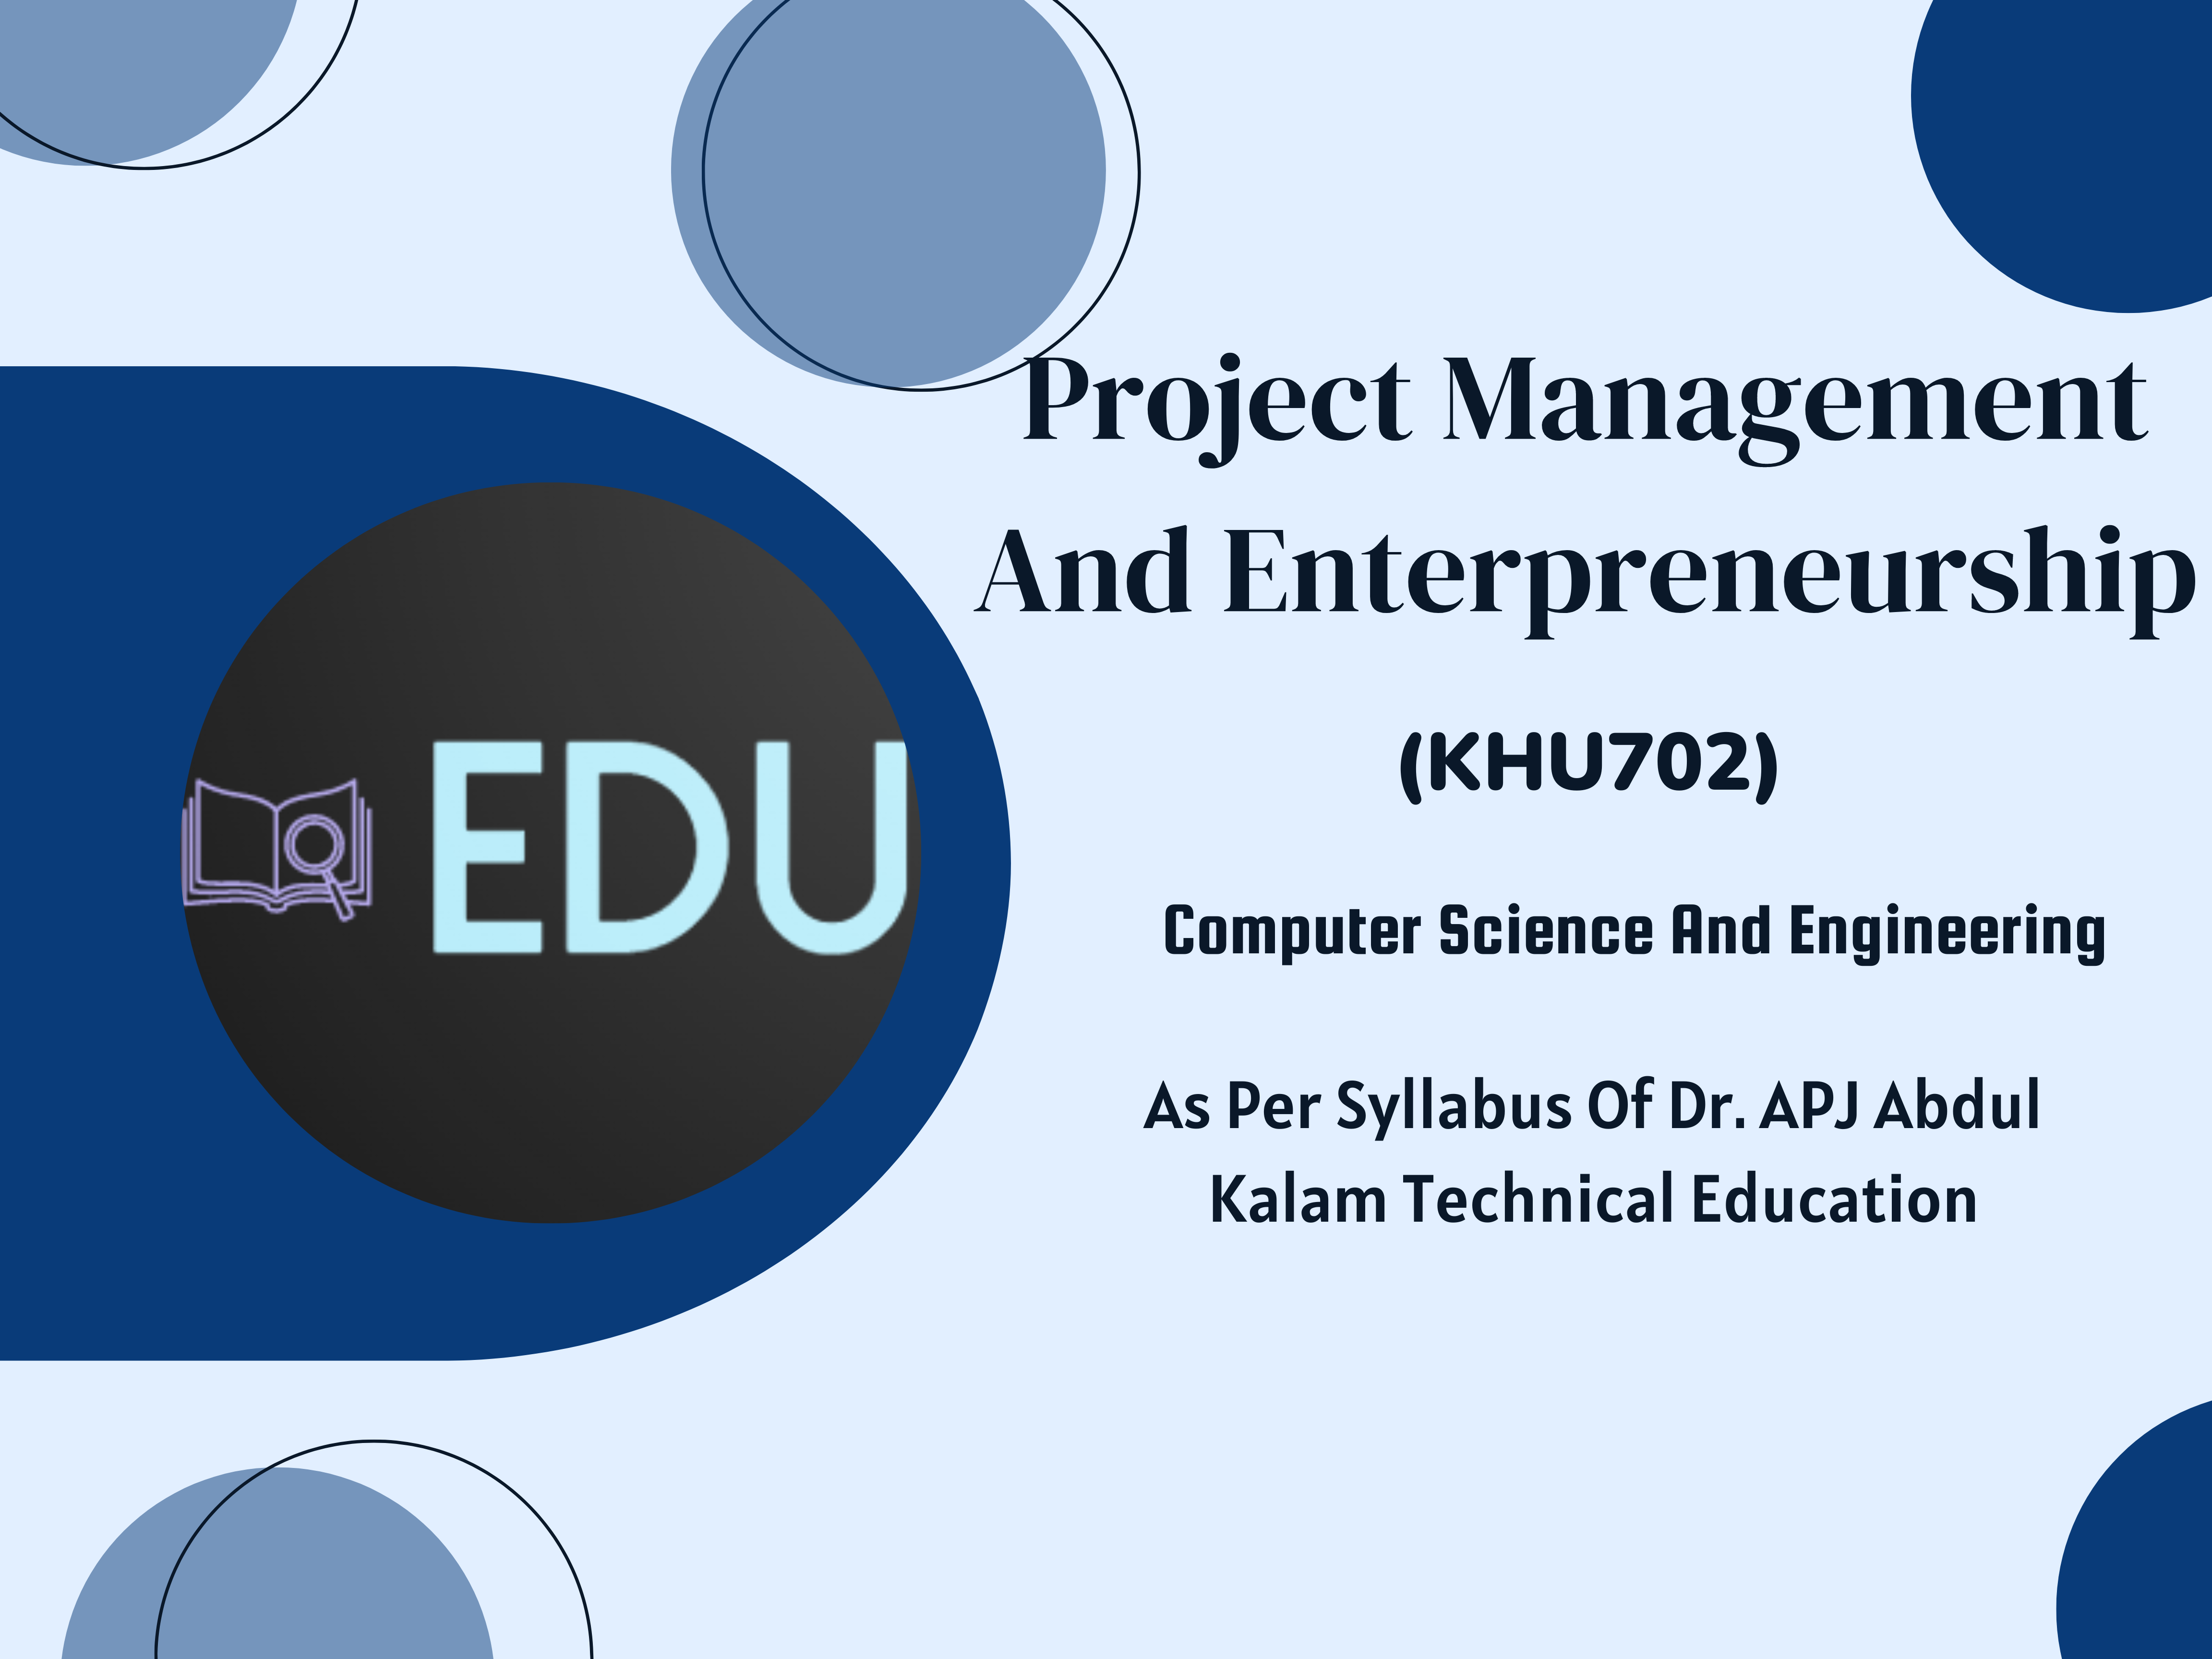 Project Management
And Enterpreneurship
(KHU702)
EDU
Computer Science And Engineering
As Per Syllabus Of Dr. APJ Abdul
Kalam Technical Education